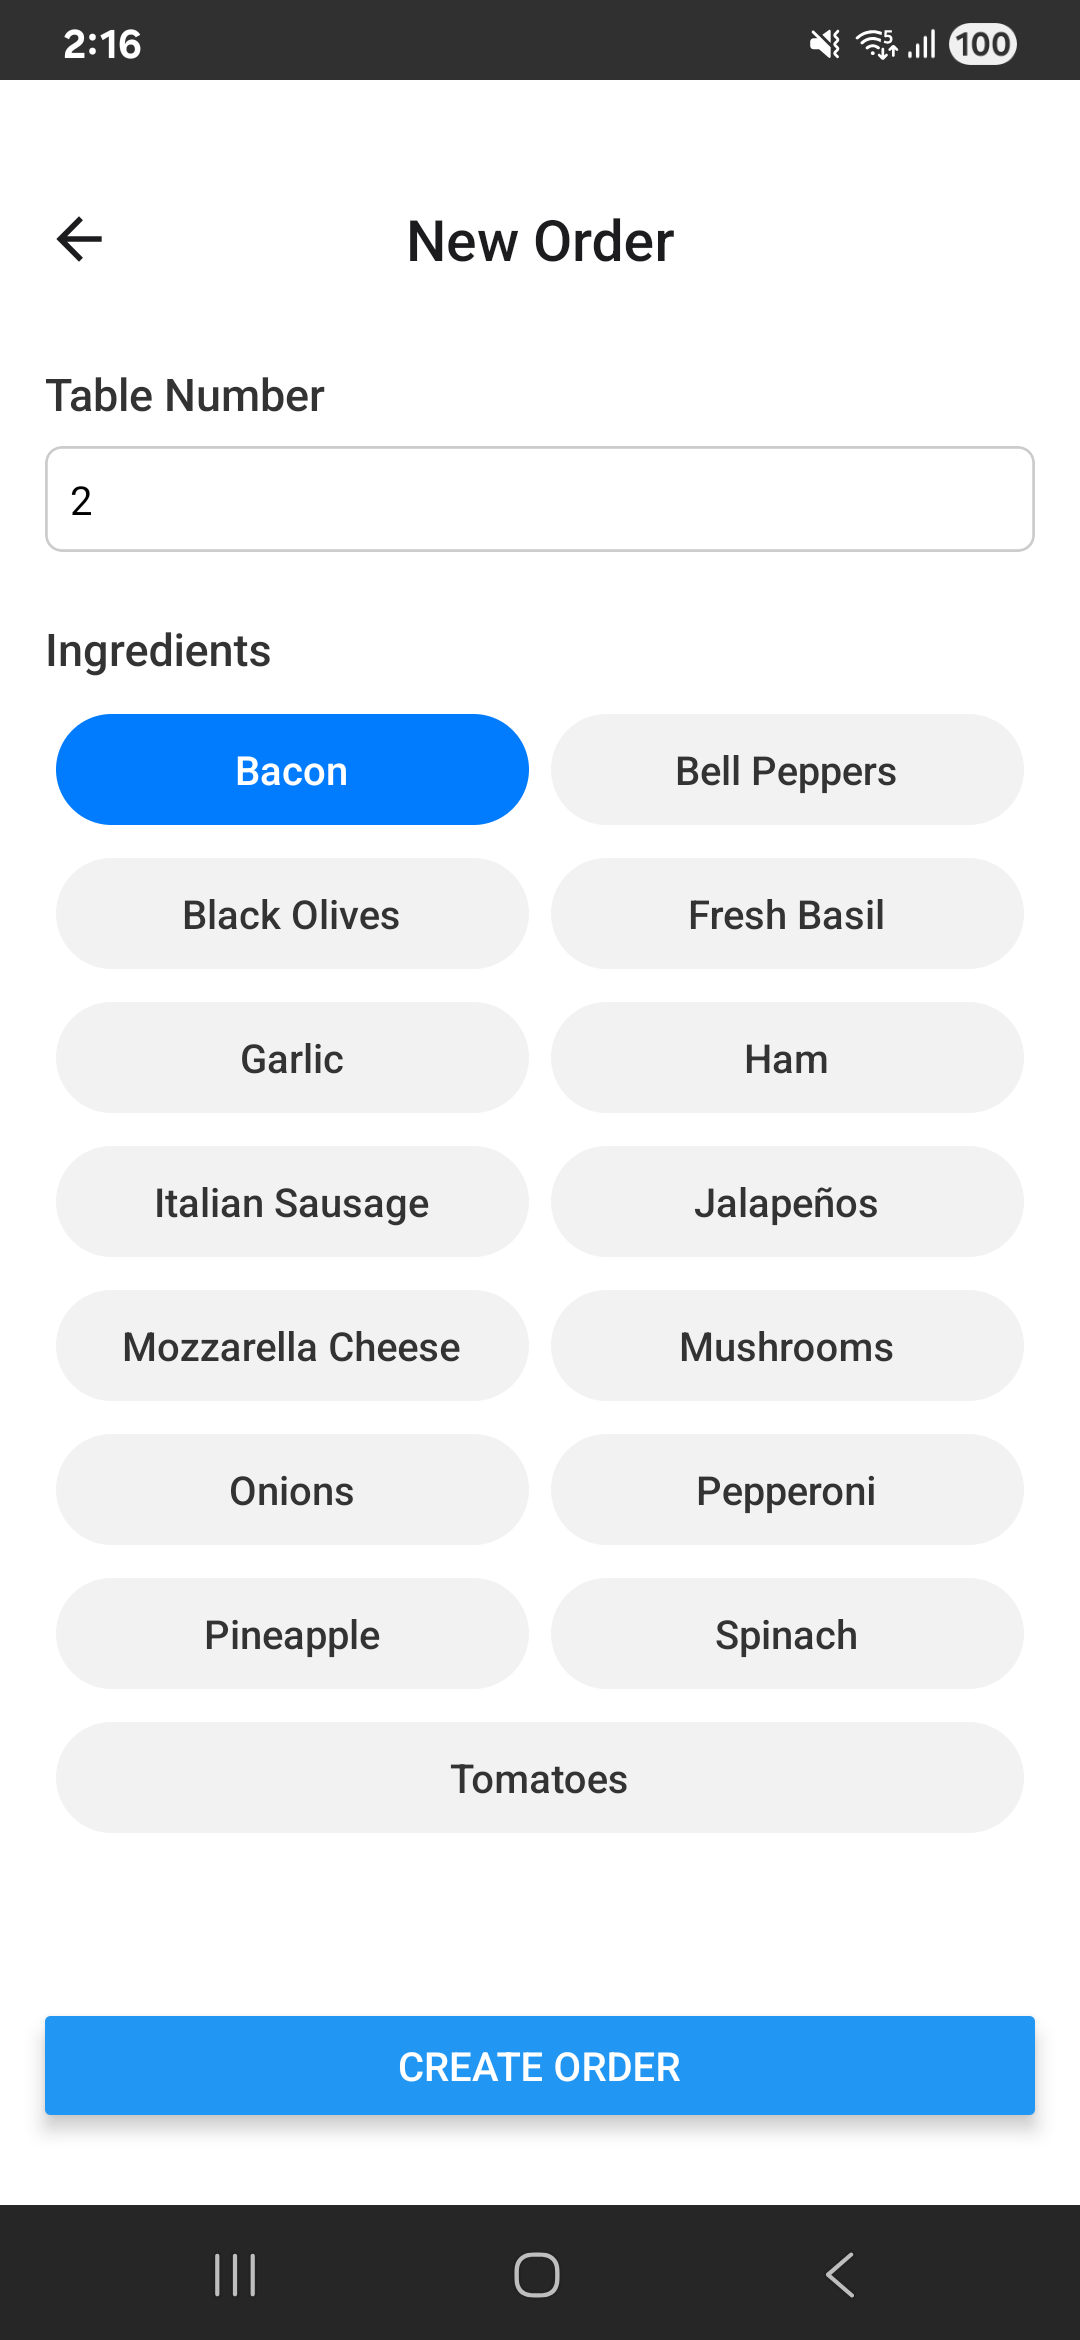 2:16
5
100
New Order
Table Number
2
Ingredients
Bacon
Bell Peppers
Black Olives
Fresh Basil
Garlic
Ham
Italian Sausage
Jalapeños
Mozzarella Cheese
Mushrooms
Onions
Pepperoni
Pineapple
Spinach
Tomatoes
CREATE ORDER